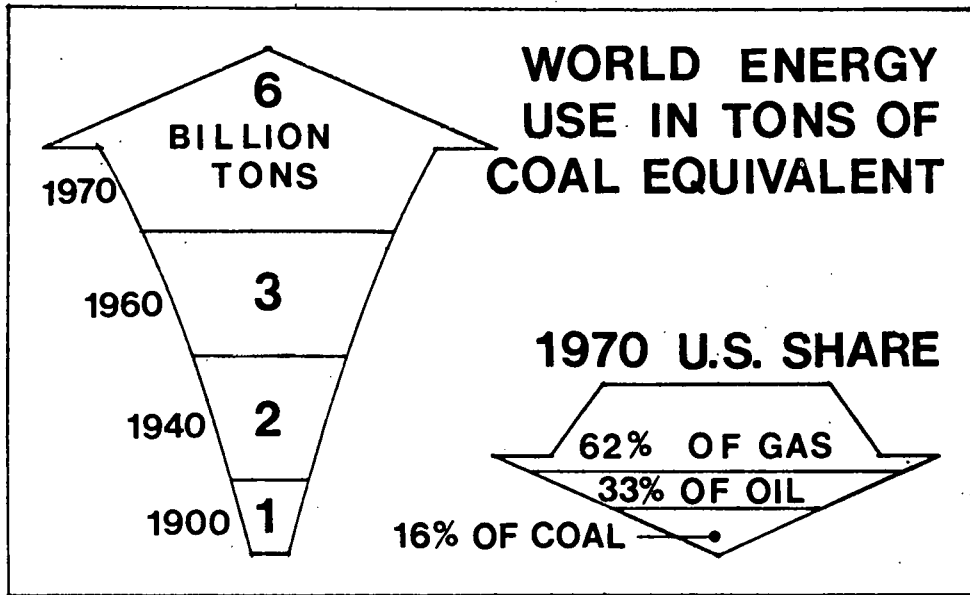 WORLD ENERGY
USE IN TONS OF
COAL EQUIVALENT
6
BILLION
TONS
1970
3
1960
2
1940
1
1900
1970 U.S. SHARE
62% OF GAS
33% OF OIL
16% OF COAL